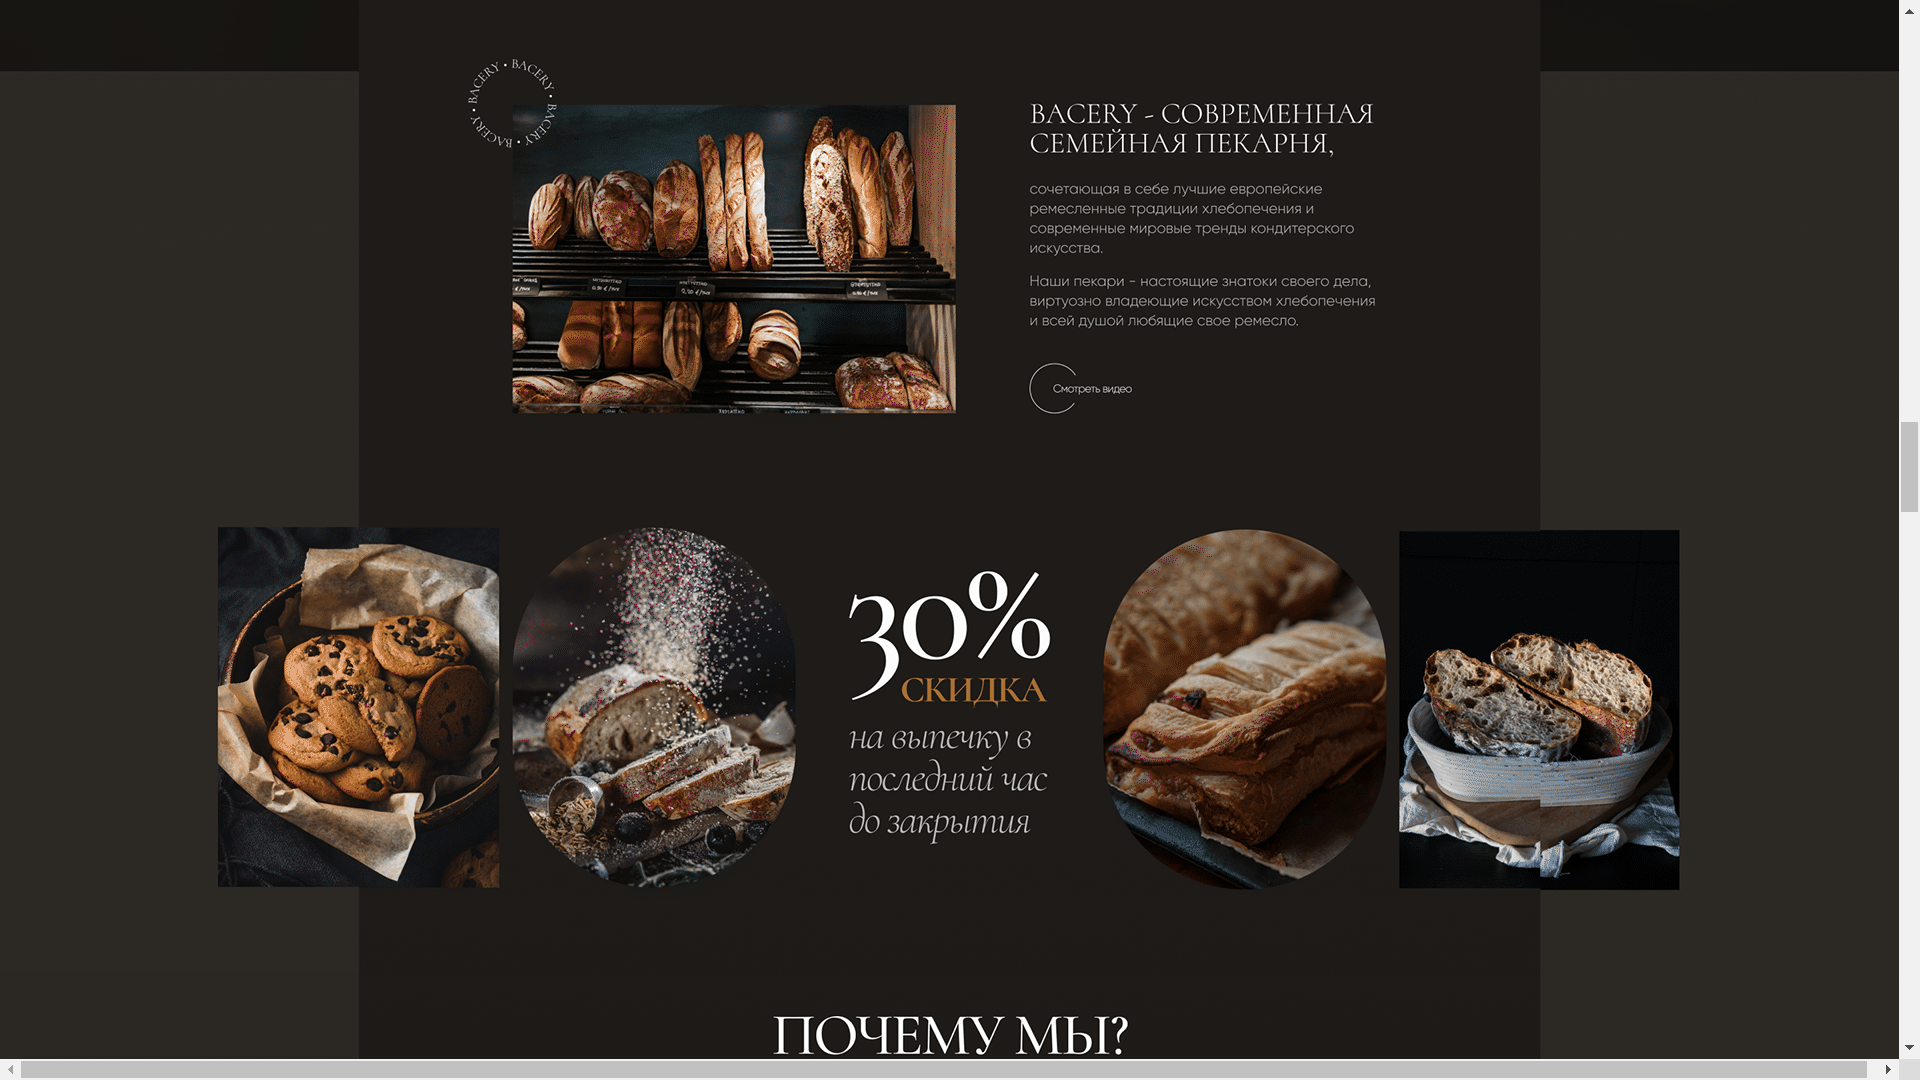 BACERY • BACERY • BACERY • BACERY •
BACERY - СОВРЕМЕННАЯ
СЕМЕЙНАЯ ПЕКАРНЯ,
сочетающая в себе лучшие европейские
ремесленные традиции хлебопечения и
современные мировые тренды кондитерского
искусства.
Наши пекари - настоящие знатоки своего дела,
виртуозно владеющие искусством хлебопечения
и всей душой любящие свое ремесло.
Смотреть видео
30%
СКИДКА
на выпечку в
последний час
до закрытия
ПОЧЕМУ МЫ?